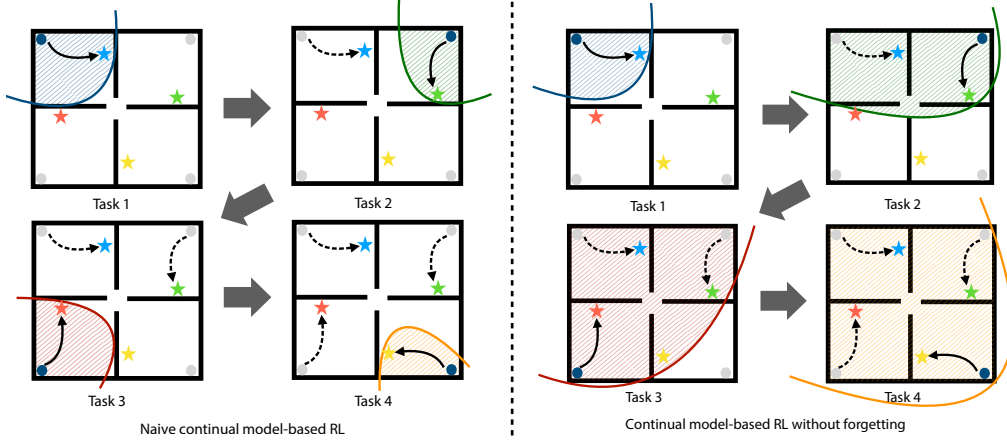 Task 1
Task 2
Task 3
Task 4
Naive continual model-based RL
Task 1
Task 2
Task 3
Task 4
Continual model-based RL without forgetting